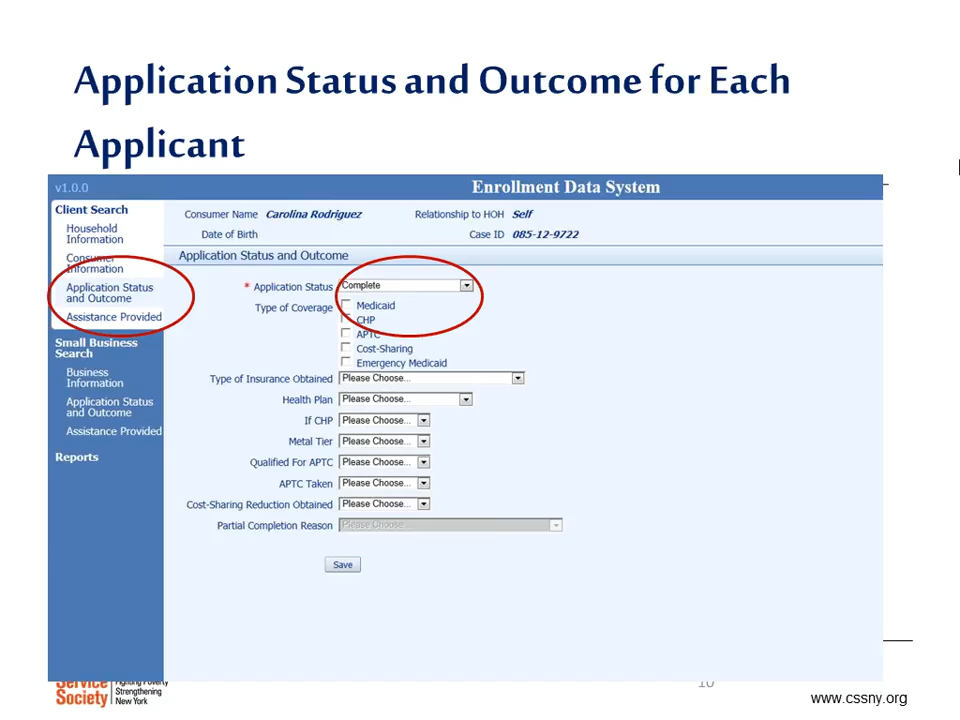 Application Status and Outcome for Each
Applicant
v1.0.0
Enrollment Data System
Client Search
Household
Information
Consumer
Information
Application Status
and Outcome
Assistance Provided
Small Business
Search
Business
Information
Application Status
and Outcome
Assistance Provided
Reports
Consumer Name Carolina Rodriguez Relationship to HOH Self
Date of Birth Case ID 085-12-9722
Application Status and Outcome
* Application Status Complete
Type of Coverage Medicaid
CHP
APTC
Cost-Sharing
Emergency Medicaid
Type of Insurance Obtained Please Choose...
Health Plan Please Choose...
If CHP Please Choose...
Metal Tier Please Choose...
Qualified For APTC Please Choose...
APTC Taken Please Choose...
Cost-Sharing Reduction Obtained Please Choose...
Partial Completion Reason Please Choose...
Save
Service Fighting Poverty
Society Strengthening
New York
10
www.cssny.org